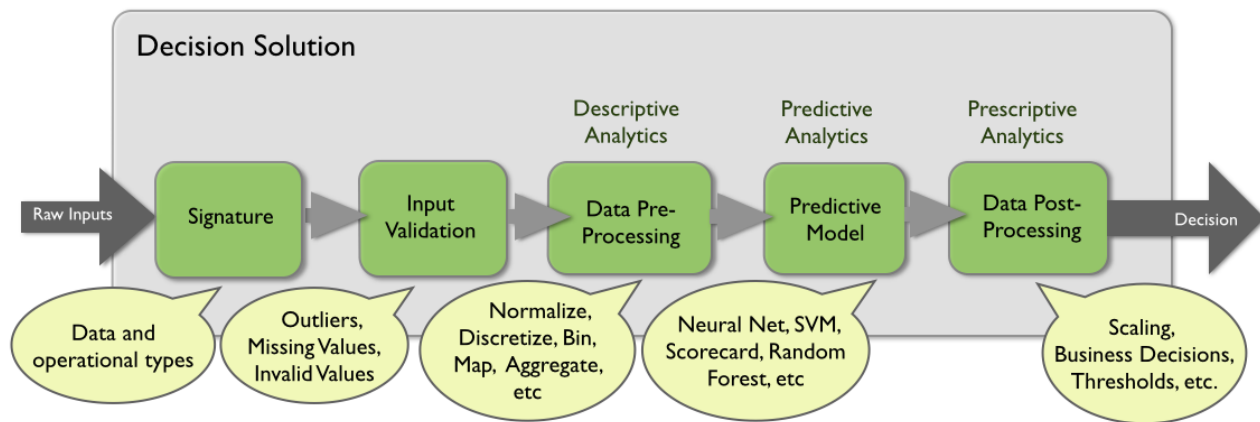 Decision Solution
Descriptive
Analytics
Predictive
Analytics
Prescriptive
Analytics
Raw Inputs
Signature
Input
Validation
Data Pre-
Processing
Predictive
Model
Data Post-
Processing
Decision
Data and
operational types
Outliers,
Missing Values,
Invalid Values
Normalize,
Discretize, Bin,
Map, Aggregate,
etc
Neural Net, SVM,
Scorecard, Random
Forest, etc
Scaling,
Business Decisions,
Thresholds, etc.